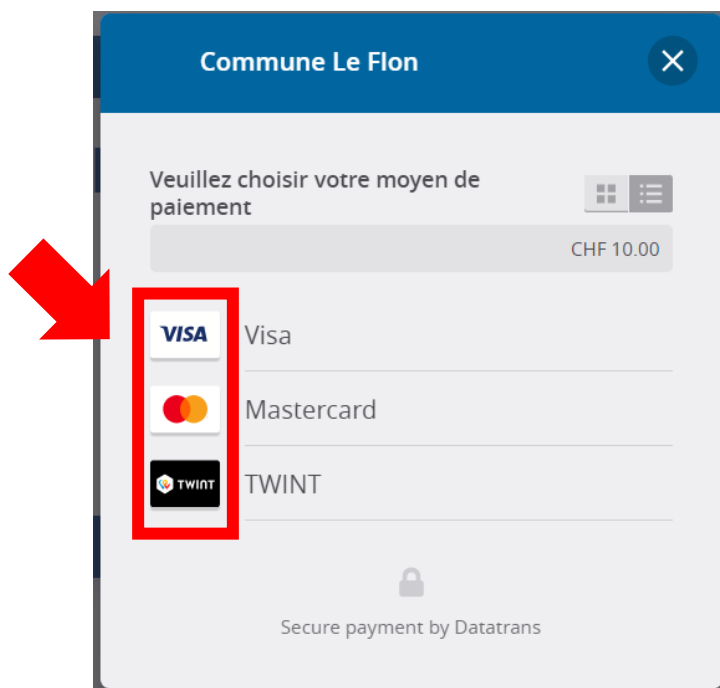 Commune Le Flon
Veuillez choisir votre moyen de
paiement
CHF 10.00
VISA Visa
Mastercard
TWINT TWINT
Secure payment by Datatrans